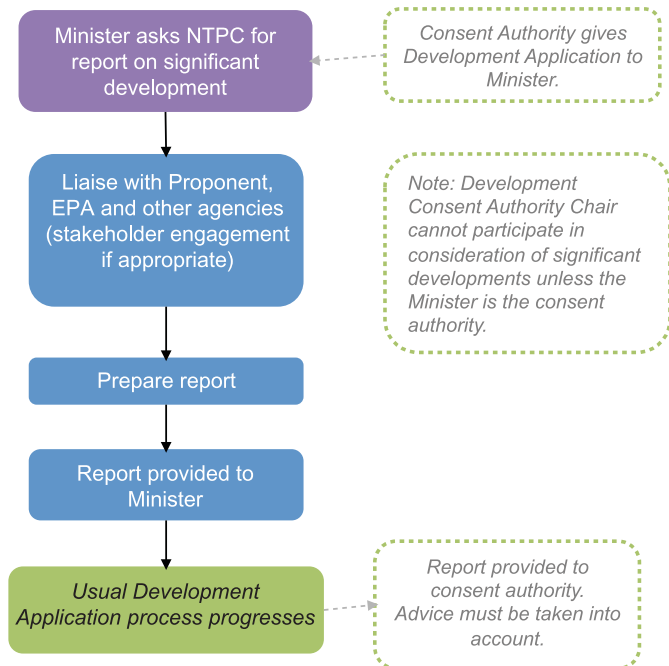 Minister asks NTPC for
report on significant
development
Consent Authority gives
Development Application to
Minister.
Liaise with Proponent,
EPA and other agencies
(stakeholder engagement
if appropriate)
Note: Development
Consent Authority Chair
cannot participate in
consideration of significant
developments unless the
Minister is the consent
authority.
Prepare report
Report provided to
Minister
Usual Development
Application process progresses
Report provided to
consent authority.
Advice must be taken into
account.